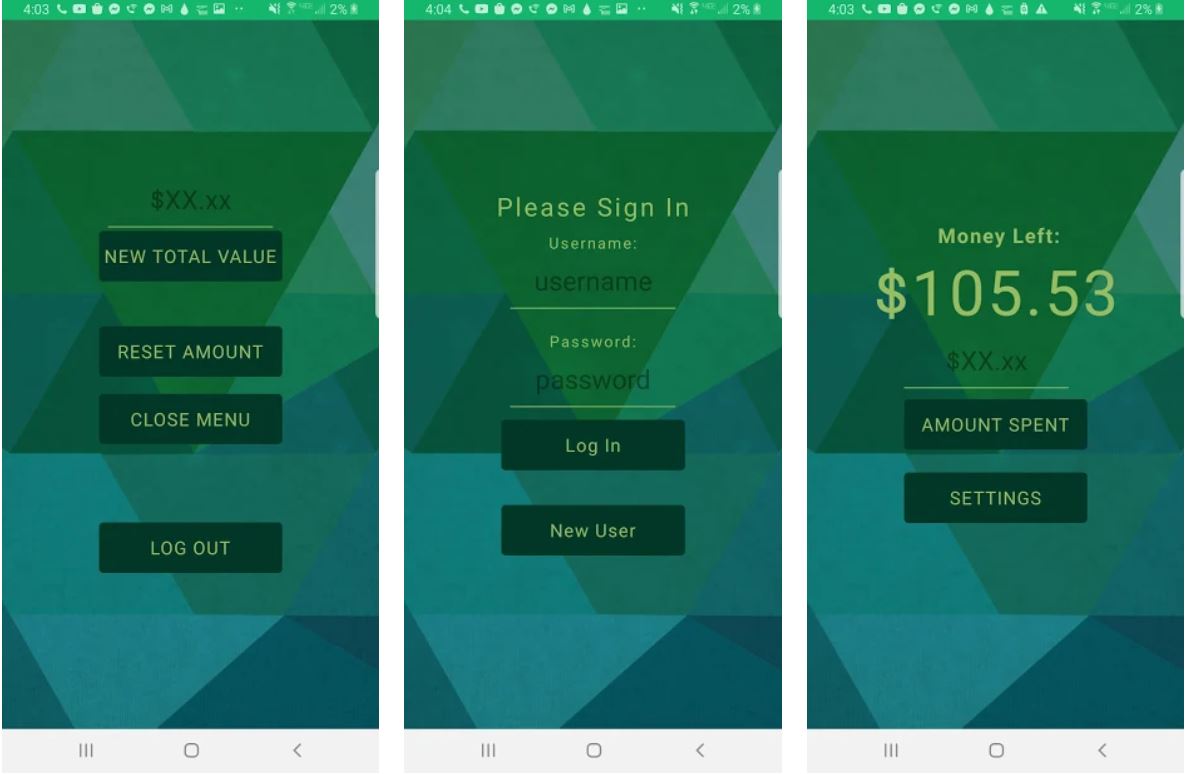 4:03
2%
$XX.xx
NEW TOTAL VALUE
RESET AMOUNT
CLOSE MENU
LOG OUT
4:04
2%
Please Sign In
Username:
username
Password:
password
Log In
New User
4:03
2%
Money Left:
$105.53
$XX.xx
AMOUNT SPENT
SETTINGS